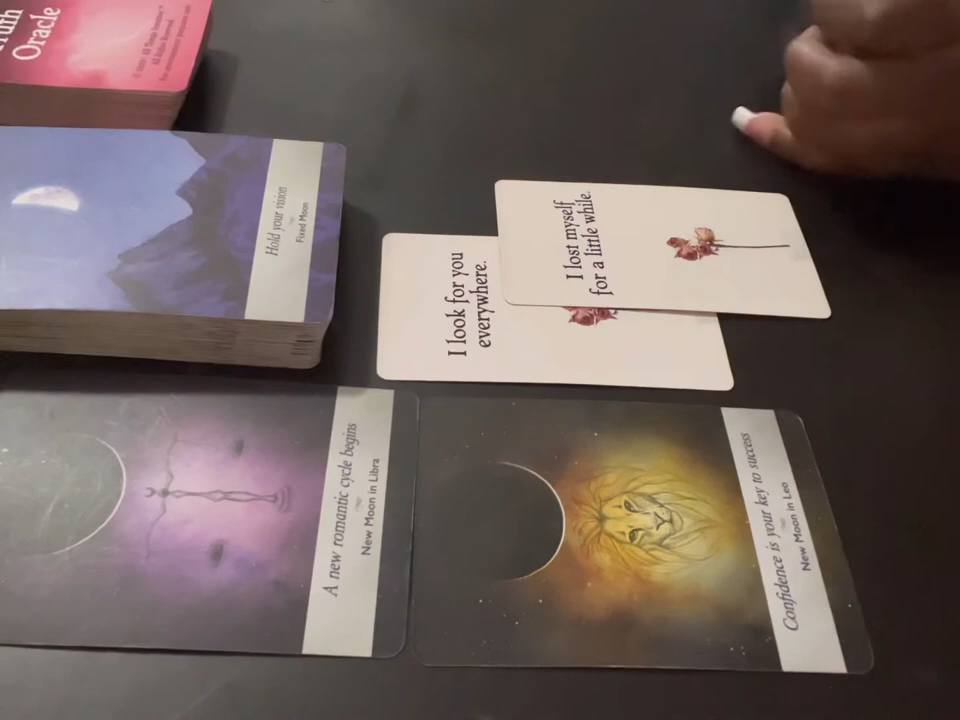 Truth
Oracle
Hold your vision
Fixed Moon
I look for you
everywhere.
I lost myself
for a little while.
A new romantic cycle begins
New Moon in Libra
Confidence is your key to success
New Moon in Leo